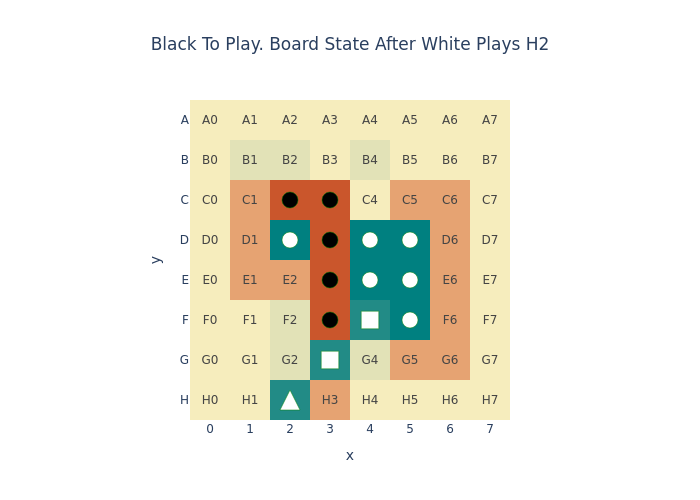 Black To Play. Board State After White Plays H2
A A0 A1 A2 A3 A4 A5 A6 A7
B B0 B1 B2 B3 B4 B5 B6 B7
C C0 C1 C4 C5 C6 C7
D D0 D1 D6 D7
E E0 E1 E2 E6 E7
F F0 F1 F2 F6 F7
G G0 G1 G2 G4 G5 G6 G7
H H0 H1 H3 H4 H5 H6 H7
0 1 2 3 4 5 6 7
x
y